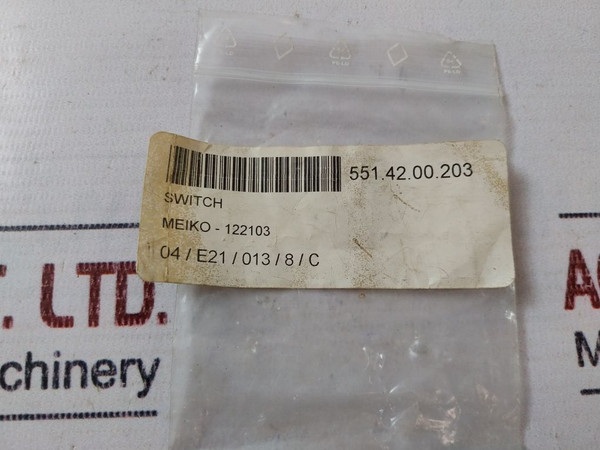 551.42.00.203
SWITCH
MEIKO - 122103
04 / E21 / 013 / 8 / C
T. LTD.
chinery
A
M